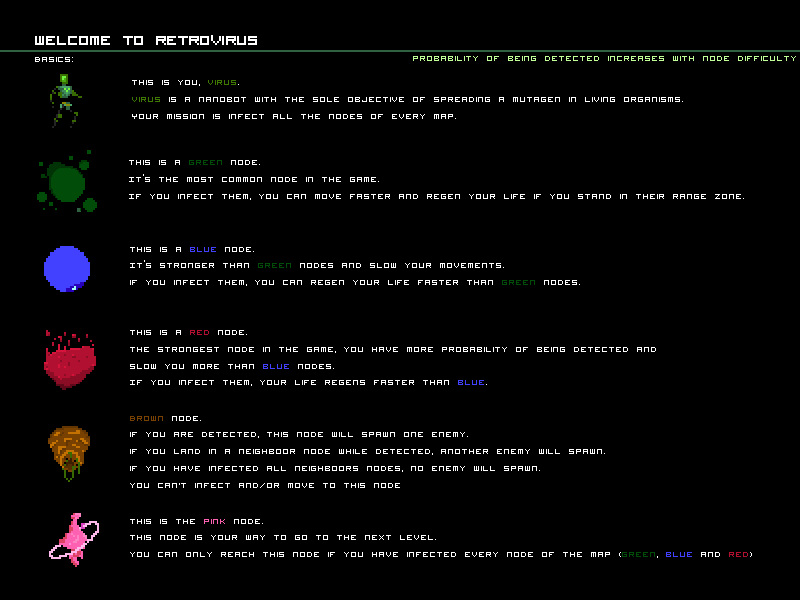 WELCOME TO RETROVIRUS
BASICS:
PROBABILITY OF BEING DETECTED INCREASES WITH NODE DIFFICULTY
THIS IS YOU, VIRUS.
VIRUS IS A NANOBOT WITH THE SOLE OBJECTIVE OF SPREADING A MUTAGEN IN LIVING ORGANISMS.
YOUR MISSION IS INFECT ALL THE NODES OF EVERY MAP.
THIS IS A GREEN NODE.
IT'S THE MOST COMMON NODE IN THE GAME.
IF YOU INFECT THEM, YOU CAN MOVE FASTER AND REGEN YOUR LIFE IF YOU STAND IN THEIR RANGE ZONE.
THIS IS A BLUE NODE.
IT'S STRONGER THAN GREEN NODES AND SLOW YOUR MOVEMENTS.
IF YOU INFECT THEM, YOU CAN REGEN YOUR LIFE FASTER THAN GREEN NODES.
THIS IS A RED NODE.
THE STRONGEST NODE IN THE GAME, YOU HAVE MORE PROBABILITY OF BEING DETECTED AND
SLOW YOU MORE THAN BLUE NODES.
IF YOU INFECT THEM, YOUR LIFE REGENS FASTER THAN BLUE.
BROWN NODE.
IF YOU ARE DETECTED, THIS NODE WILL SPAWN ONE ENEMY.
IF YOU LAND IN A NEIGHBOOR NODE WHILE DETECTED, ANOTHER ENEMY WILL SPAWN.
IF YOU HAVE INFECTED ALL NEIGHBOORS NODES, NO ENEMY WILL SPAWN.
YOU CAN'T INFECT AND/OR MOVE TO THIS NODE
THIS IS THE PINK NODE.
THIS NODE IS YOUR WAY TO GO TO THE NEXT LEVEL.
YOU CAN ONLY REACH THIS NODE IF YOU HAVE INFECTED EVERY NODE OF THE MAP (GREEN, BLUE AND RED)